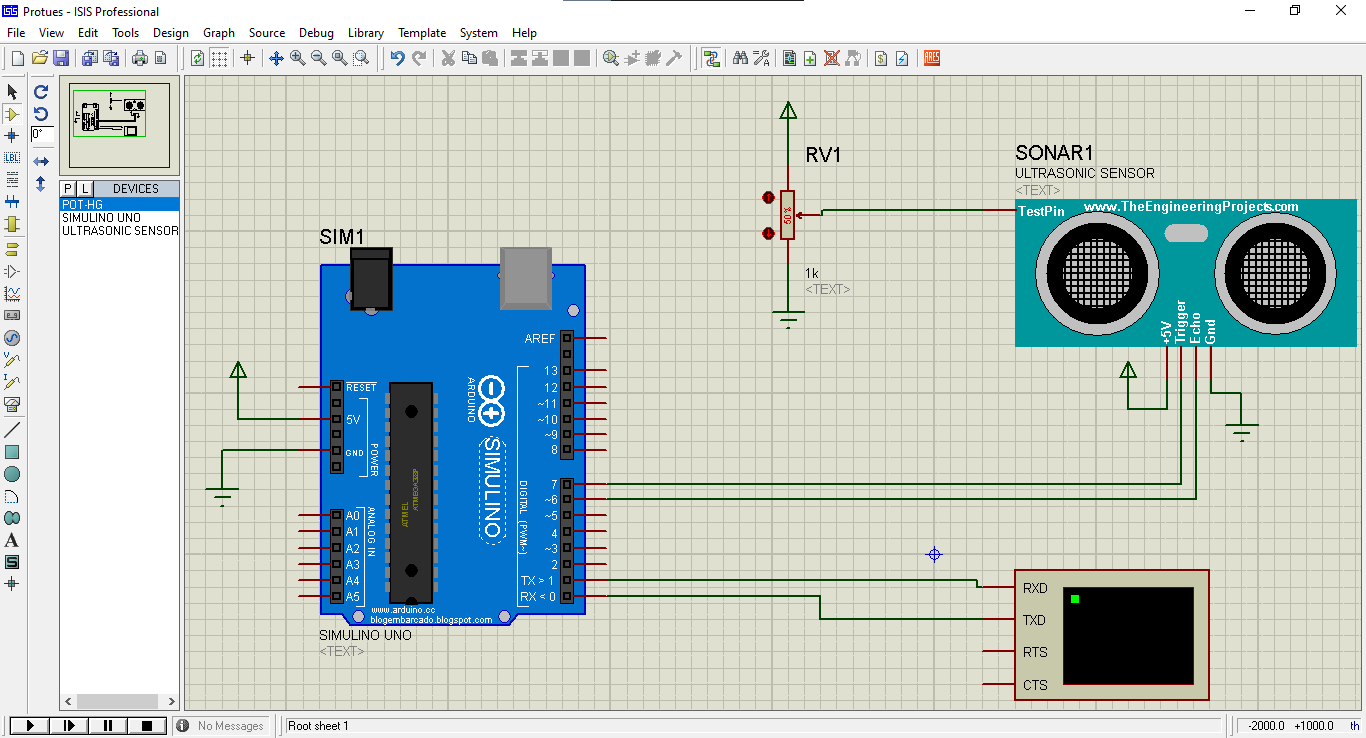 Protues - ISIS Professional
File View Edit Tools Design Graph Source Debug Library Template System Help
LBL
0°
P L DEVICES
POT-HG
SIMULINO UNO
ULTRASONIC SENSOR
RV1
50 %
1k
<TEXT>
SONAR1
ULTRASONIC SENSOR
<TEXT>
TestPin
www.TheEngineeringProjects.com
+5V
Trigger
Echo
Gnd
SIM1
AREF
13
12
~11
~10
~9
8
7
~6
~5
4
~3
2
TX > 1
RX < 0
RESET
5V
GND
POWER
A0
A1
A2
A3
A4
A5
ANALOG IN
ATMEL
ATMEGA328P
ARDUINO
SIMULINO
DIGITAL (PWM~)
www.arduino.cc
blogembarcado.blogspot.com
SIMULINO UNO
<TEXT>
RXD
TXD
RTS
CTS
No Messages
Root sheet 1
-2000.0 +1000.0 th